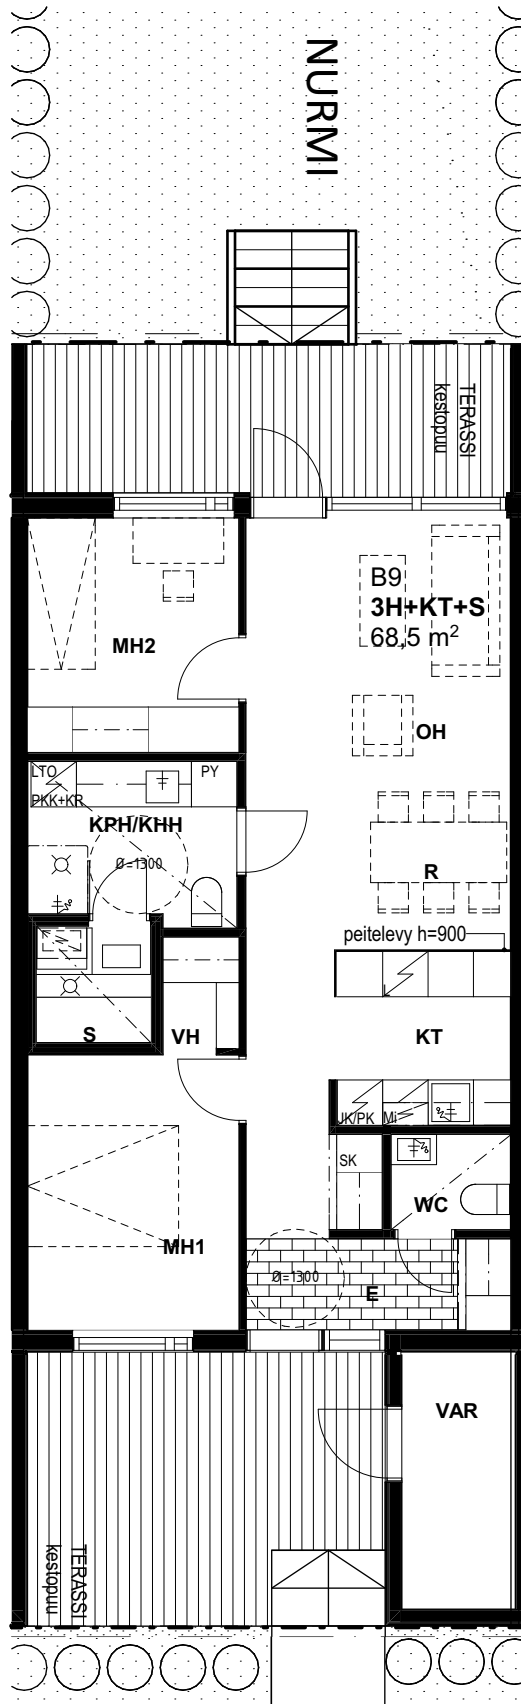 NURMI
TERASSI
kestopuu
B9
3H+KT+S
68,5 m²
MH2
OH
LTO
PY
PKK+KR
KPH/KHH
Ø=1300
R
peitelevy h=900
S
VH
KT
JK/PK Mi
SK
WC
MH1
Ø=1300
E
VAR
TERASSI
kestopuu